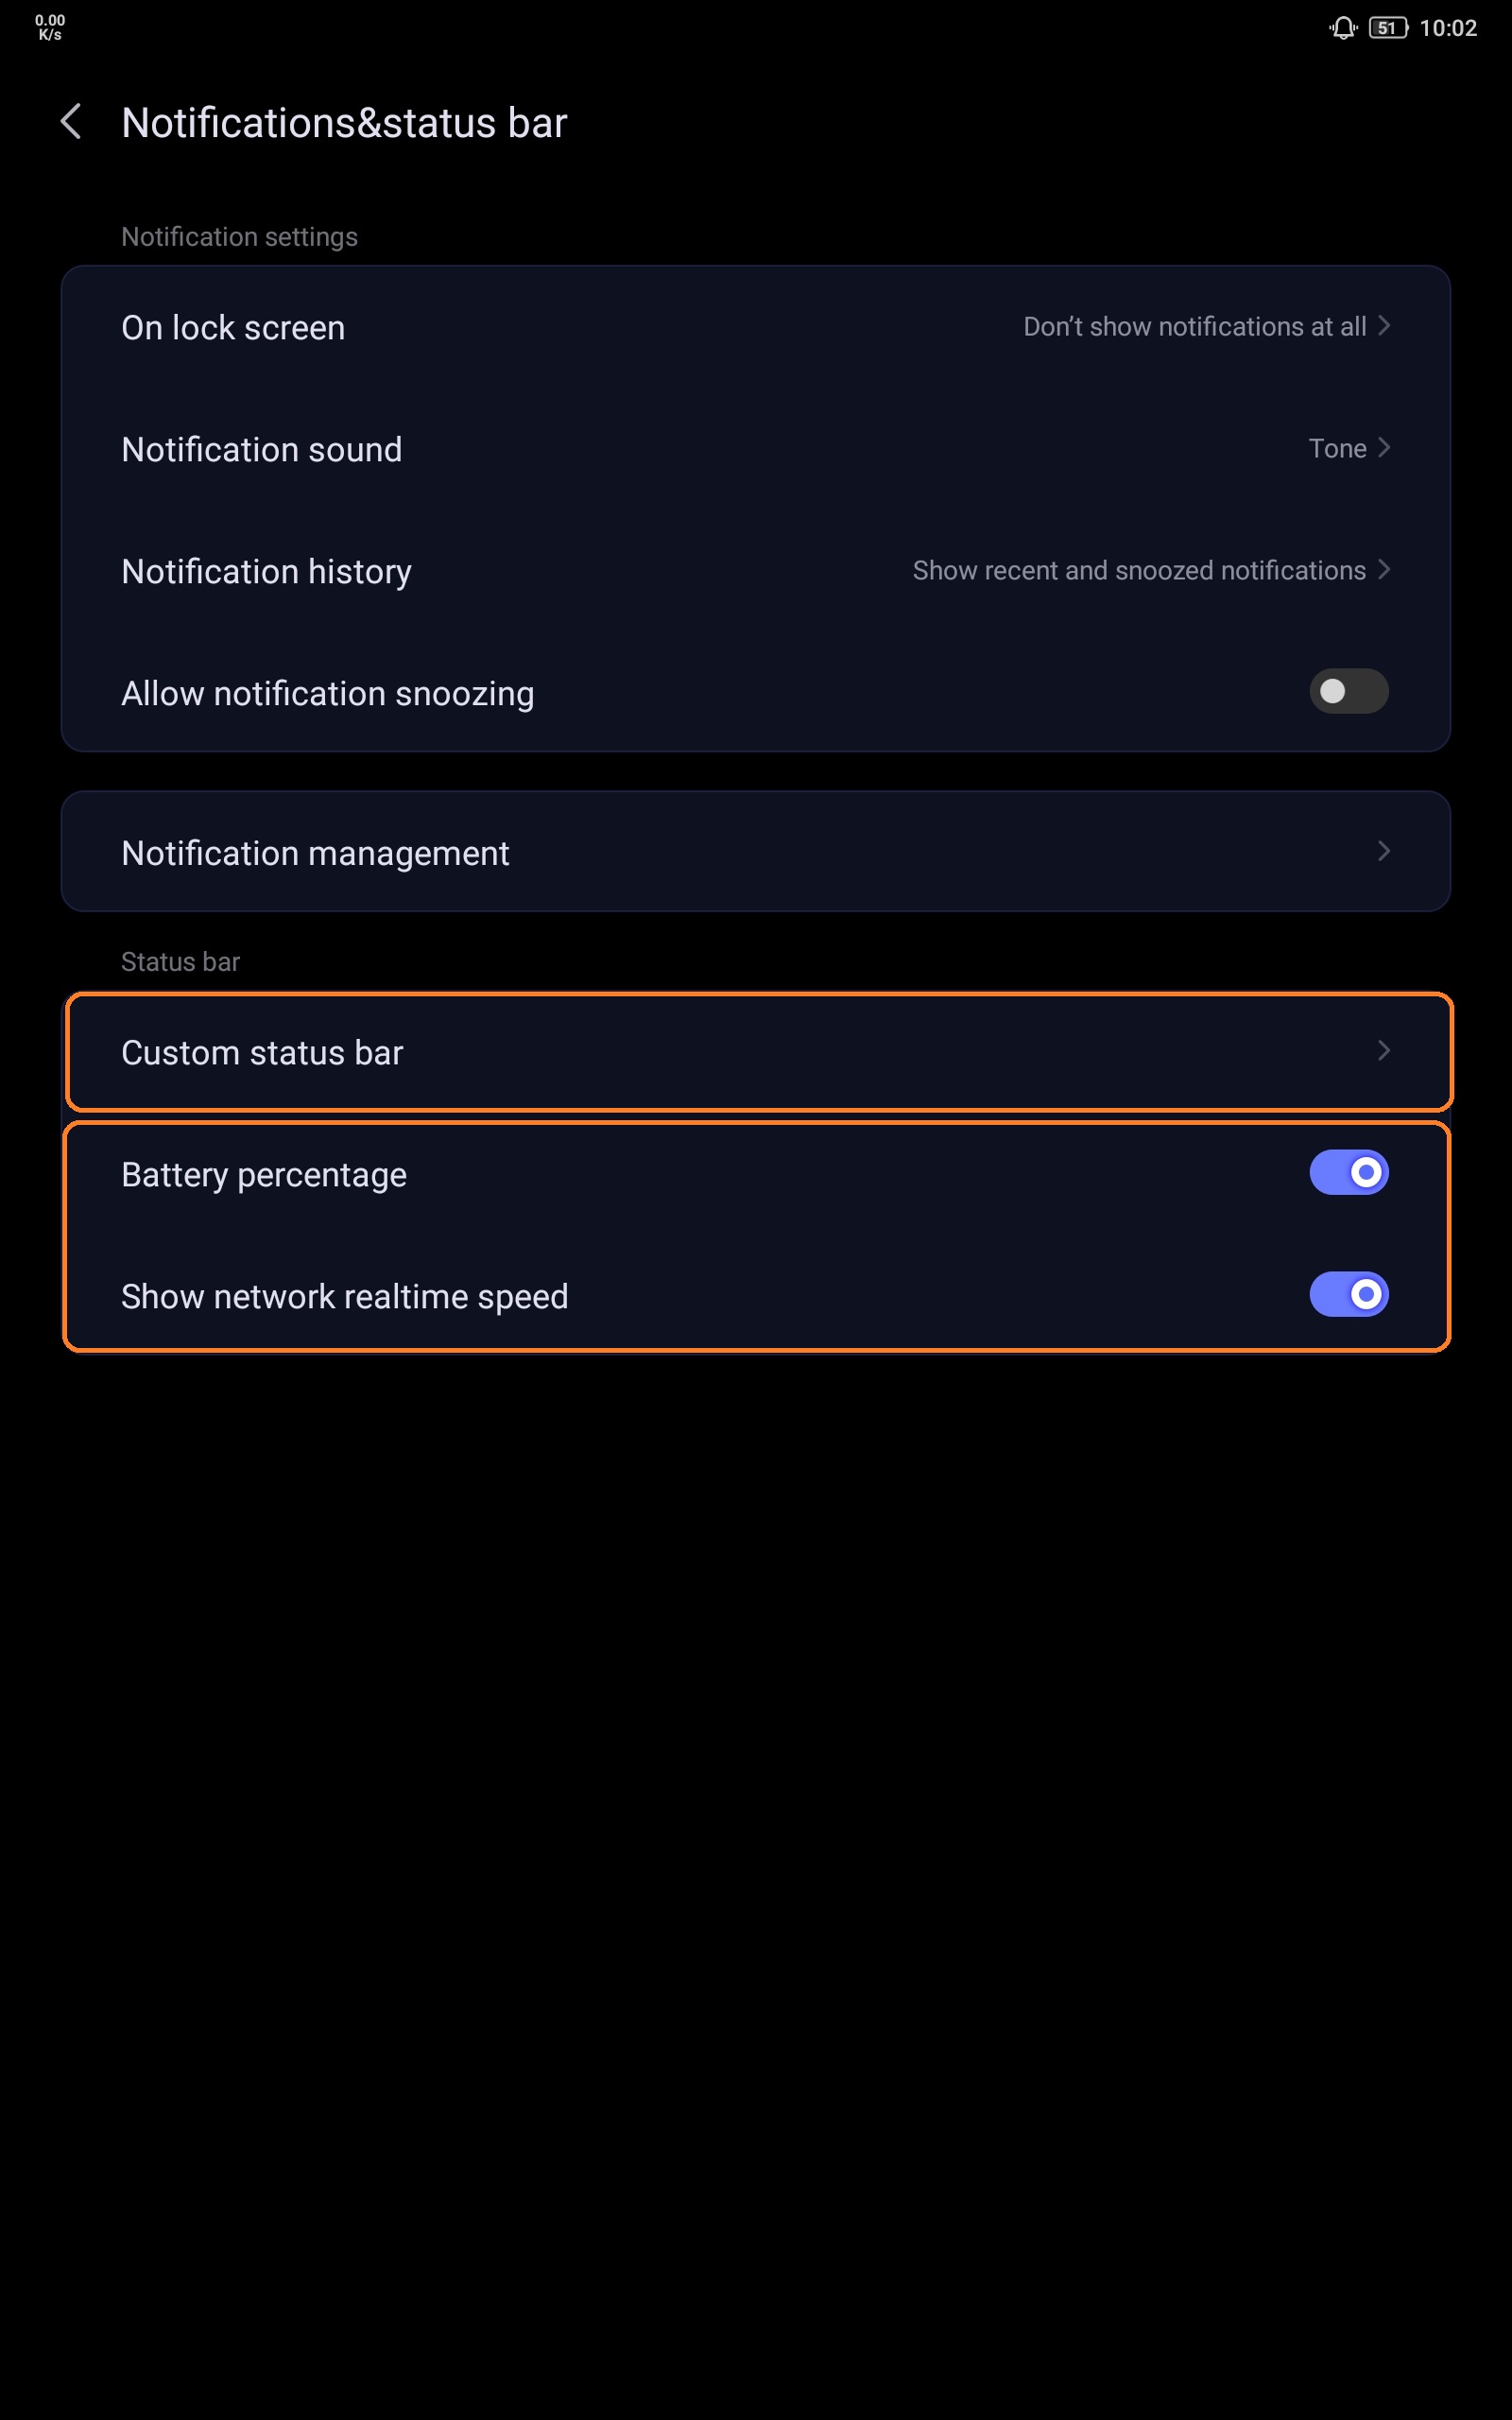 0.00
K/s
51 10:02
Notifications&status bar
Notification settings
On lock screen Don’t show notifications at all
Notification sound Tone
Notification history Show recent and snoozed notifications
Allow notification snoozing
Notification management
Status bar
Custom status bar
Battery percentage
Show network realtime speed